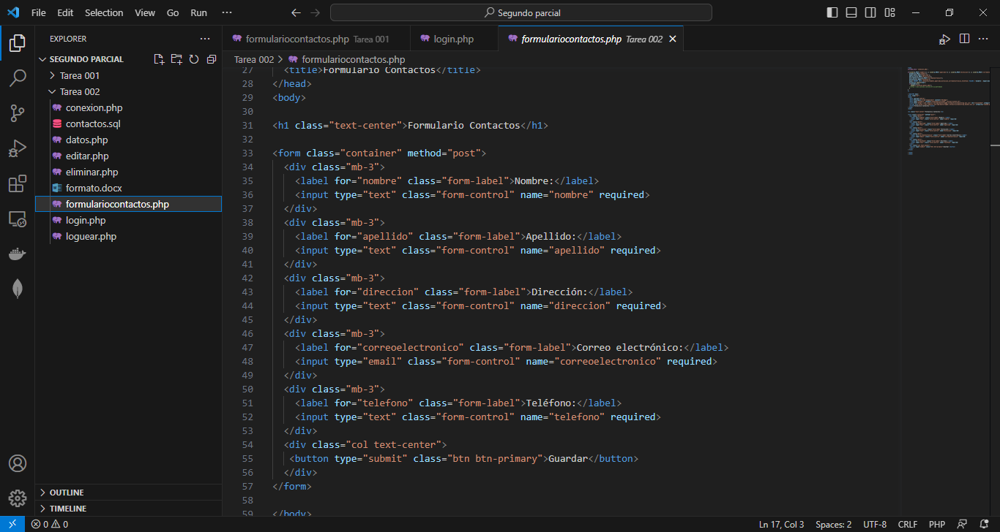 File Edit Selection View Go Run ··· Segundo parcial
EXPLORER ···
SEGUNDO PARCIAL
Tarea 001
Tarea 002
conexion.php
contactos.sql
datos.php
editar.php
eliminar.php
formato.docx
formulariocontactos.php
login.php
loguear.php
OUTLINE
TIMELINE
formulariocontactos.php Tarea 001 login.php formulariocontactos.php Tarea 002
Tarea 002 > formulariocontactos.php
27 <title>Formulario Contactos</title>
28 </head>
29 <body>
30
31 <h1 class="text-center">Formulario Contactos</h1>
32
33 <form class="container" method="post">
34 <div class="mb-3">
35 <label for="nombre" class="form-label">Nombre:</label>
36 <input type="text" class="form-control" name="nombre" required>
37 </div>
38 <div class="mb-3">
39 <label for="apellido" class="form-label">Apellido:</label>
40 <input type="text" class="form-control" name="apellido" required>
41 </div>
42 <div class="mb-3">
43 <label for="direccion" class="form-label">Dirección:</label>
44 <input type="text" class="form-control" name="direccion" required>
45 </div>
46 <div class="mb-3">
47 <label for="correoelectronico" class="form-label">Correo electrónico:</label>
48 <input type="email" class="form-control" name="correoelectronico" required>
49 </div>
50 <div class="mb-3">
51 <label for="telefono" class="form-label">Teléfono:</label>
52 <input type="text" class="form-control" name="telefono" required>
53 </div>
54 <div class="col text-center">
55 <button type="submit" class="btn btn-primary">Guardar</button>
56 </div>
57 </form>
58
59 </body>
0 0 Ln 17, Col 3 Spaces: 2 UTF-8 CRLF PHP